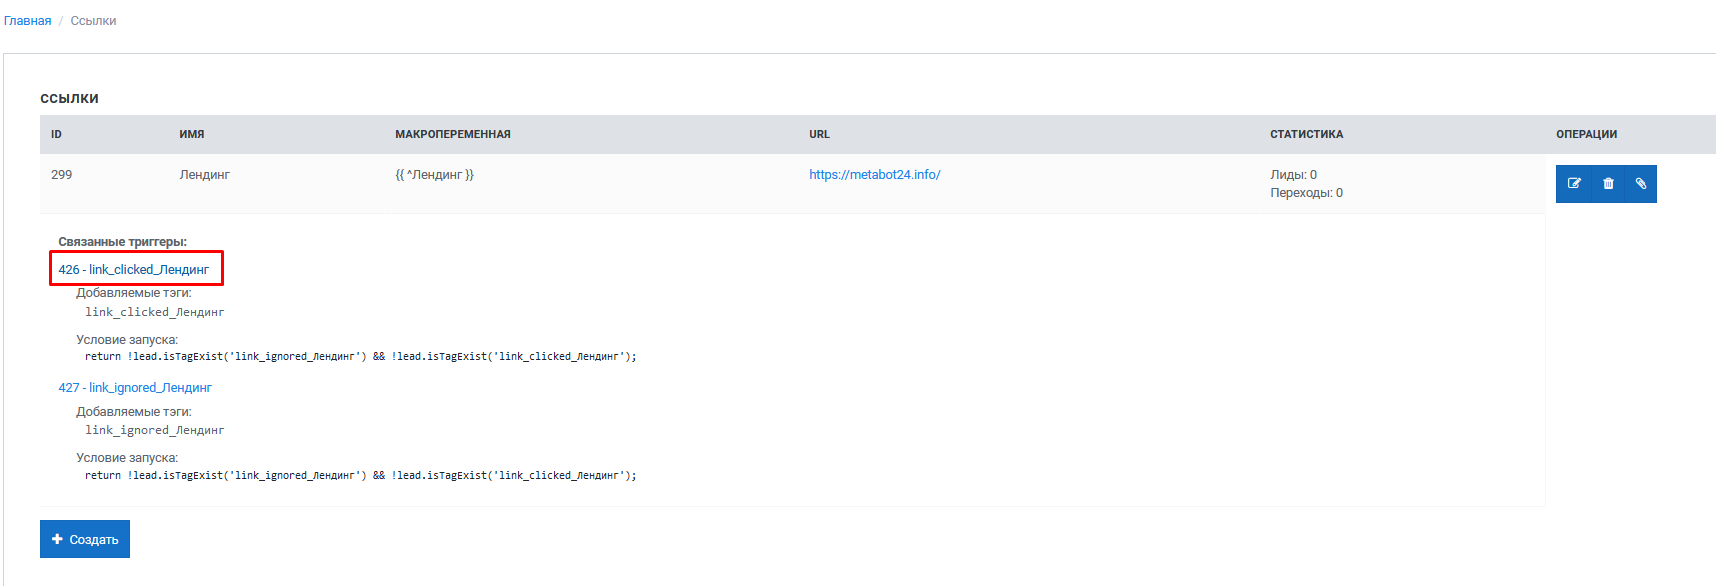 Главная / Ссылки
ССЫЛКИ
ID ИМЯ МАКРОПЕРЕМЕННАЯ URL СТАТИСТИКА ОПЕРАЦИИ
299 Лендинг {{ ^Лендинг }} https://metabot24.info/ Лиды: 0
Переходы: 0
Связанные триггеры:
426 - link_clicked_Лендинг
Добавляемые тэги:
link_clicked_Лендинг
Условие запуска:
return !lead.isTagExist('link_ignored_Лендинг') && !lead.isTagExist('link_clicked_Лендинг');
427 - link_ignored_Лендинг
Добавляемые тэги:
link_ignored_Лендинг
Условие запуска:
return !lead.isTagExist('link_ignored_Лендинг') && !lead.isTagExist('link_clicked_Лендинг');
+ Создать